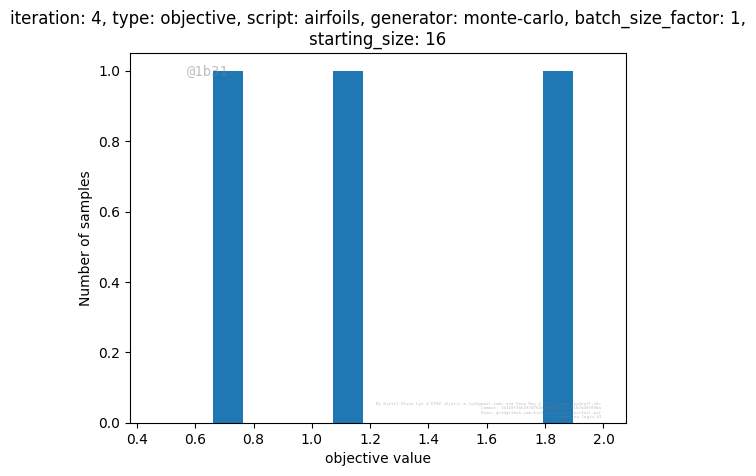 iteration: 4, type: objective, script: airfoils, generator: monte-carlo, batch_size_factor: 1,
starting_size: 16
@1b31
1.0
0.8
0.6
0.4
0.2
0.0
Number of samples
0.4 0.6 0.8 1.0 1.2 1.4 1.6 1.8 2.0
objective value